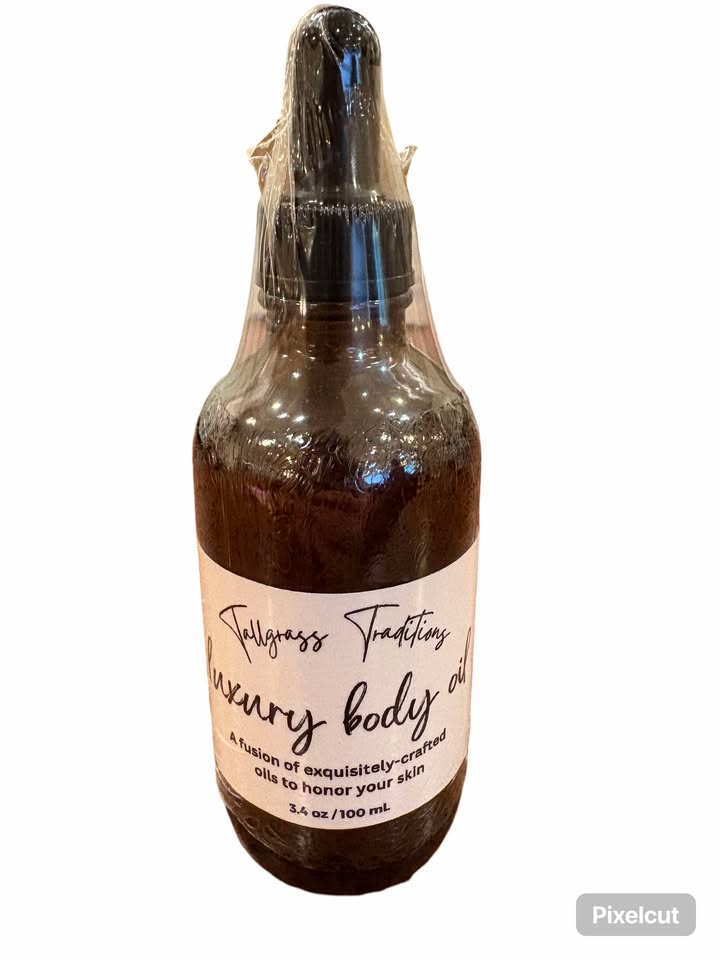 Tallgrass Traditions
luxury body oil
A fusion of exquisitely-crafted
oils to honor your skin
3.4 oz / 100 mL
Pixelcut